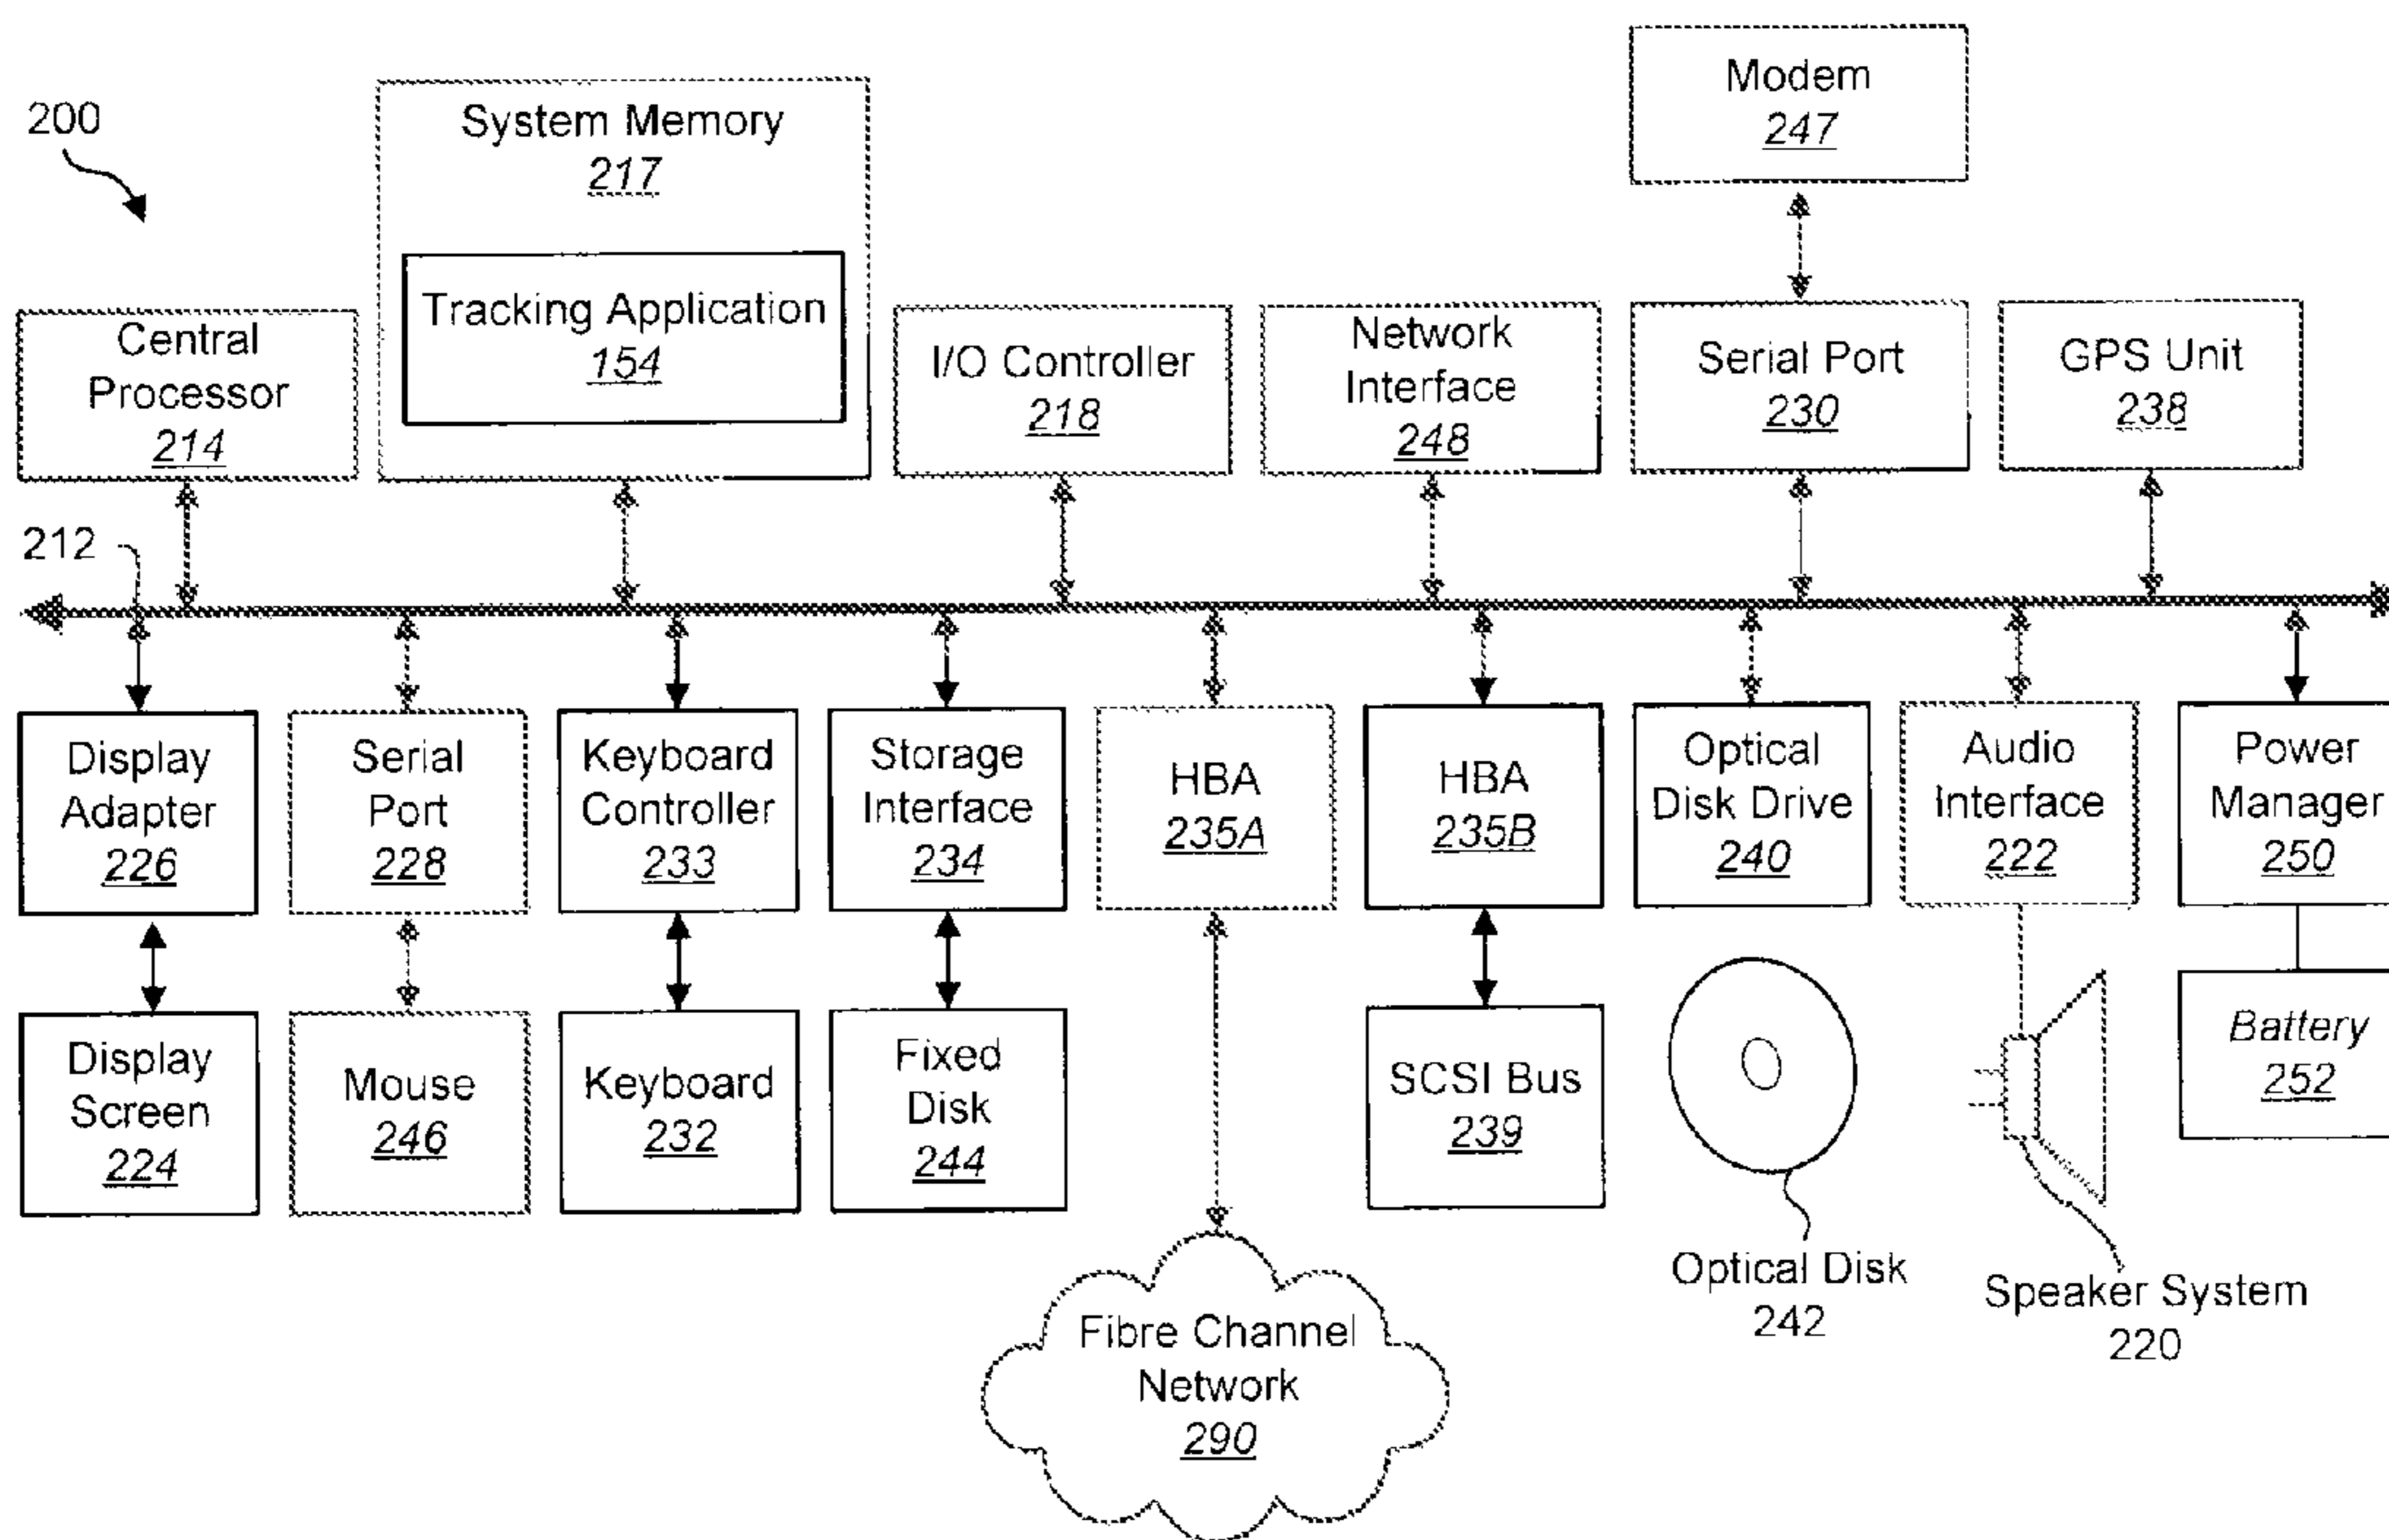 200
System Memory
217
Tracking Application
154
Modem
247
Central
Processor
214
I/O Controller
218
Network
Interface
248
Serial Port
230
GPS Unit
238
212
Display
Adapter
226
Serial
Port
228
Keyboard
Controller
233
Storage
Interface
234
HBA
235A
HBA
235B
Optical
Disk Drive
240
Audio
Interface
222
Power
Manager
250
Display
Screen
224
Mouse
246
Keyboard
232
Fixed
Disk
244
SCSI Bus
239
Battery
252
Optical Disk
242
Speaker System
220
Fibre Channel
Network
290